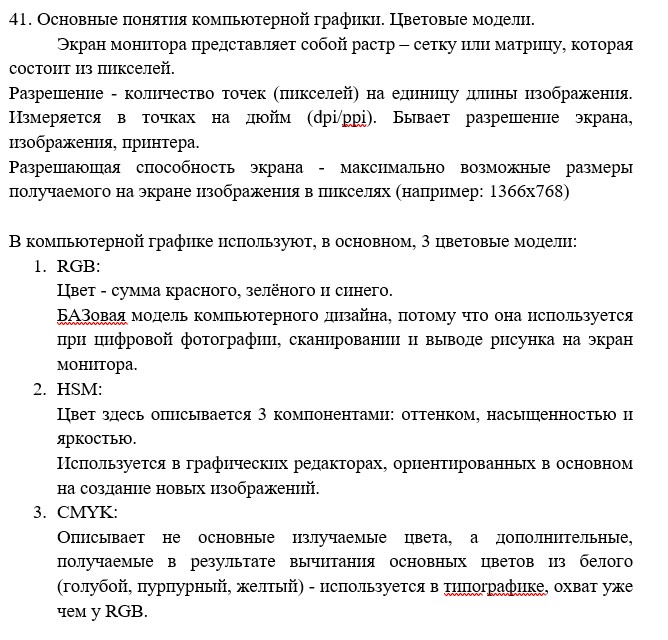 41. Основные понятия компьютерной графики. Цветовые модели.
Экран монитора представляет собой растр – сетку или матрицу, которая
состоит из пикселей.
Разрешение - количество точек (пикселей) на единицу длины изображения.
Измеряется в точках на дюйм (dpi/ppi). Бывает разрешение экрана,
изображения, принтера.
Разрешающая способность экрана - максимально возможные размеры
получаемого на экране изображения в пикселях (например: 1366x768)
В компьютерной графике используют, в основном, 3 цветовые модели:
1. RGB:
Цвет - сумма красного, зелёного и синего.
БАЗовая модель компьютерного дизайна, потому что она используется
при цифровой фотографии, сканировании и выводе рисунка на экран
монитора.
2. HSM:
Цвет здесь описывается 3 компонентами: оттенком, насыщенностью и
яркостью.
Используется в графических редакторах, ориентированных в основном
на создание новых изображений.
3. CMYK:
Описывает не основные излучаемые цвета, а дополнительные,
получаемые в результате вычитания основных цветов из белого
(голубой, пурпурный, желтый) - используется в типографике, охват уже
чем у RGB.